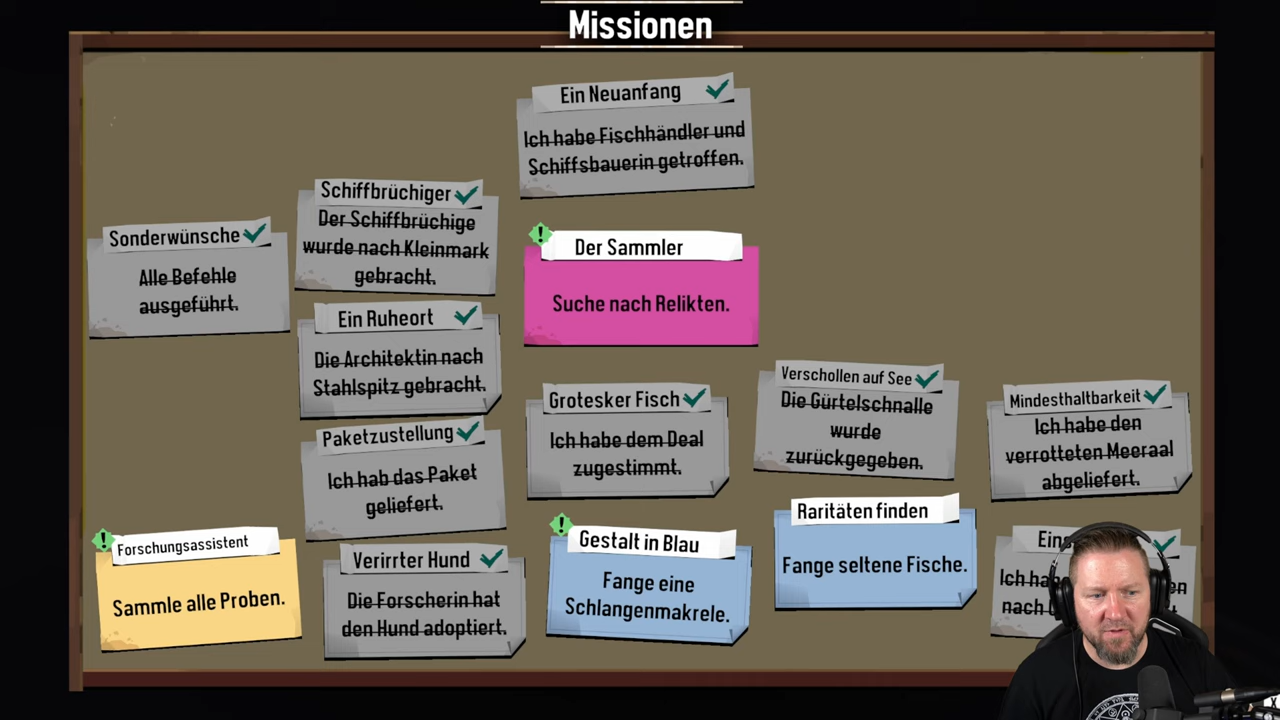 Missionen
Ein Neuanfang
Ich habe Fischhändler und
Schiffsbauerin getroffen.
Schiffbrüchiger
Der Schiffbrüchige
wurde nach Kleinmark
gebracht.
Sonderwünsche
Alle Befehle
ausgeführt.
Der Sammler
Suche nach Relikten.
Ein Ruheort
Die Architektin nach
Stahlspitz gebracht.
Verschollen auf See
Die Gürtelschnalle
wurde
zurückgegeben.
Mindesthaltbarkeit
Ich habe den
verrotteten Meeraal
abgeliefert.
Grotesker Fisch
Ich habe dem Deal
zugestimmt.
Paketzustellung
Ich hab das Paket
geliefert.
Raritäten finden
Fange seltene Fische.
Forschungsassistent
Sammle alle Proben.
Verirrter Hund
Die Forscherin hat
den Hund adoptiert.
Gestalt in Blau
Fange eine
Schlangenmakrele.
Ich
nach